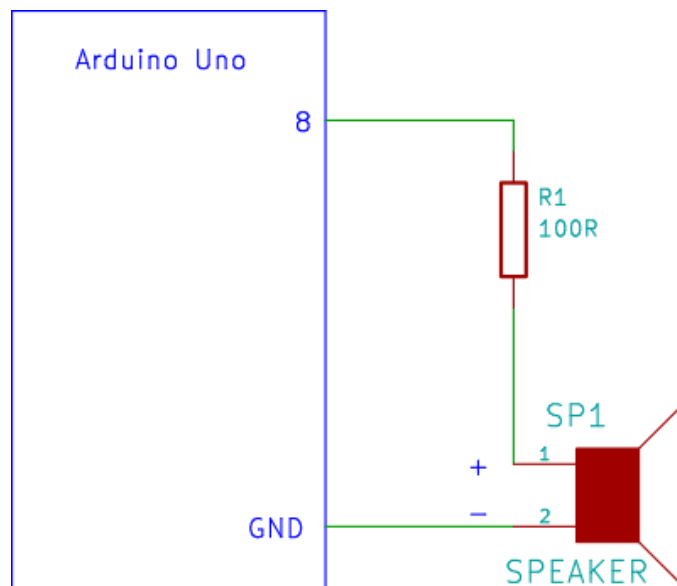 Arduino Uno
8
R1
100R
SP1
1
+
-
2
GND
SPEAKER